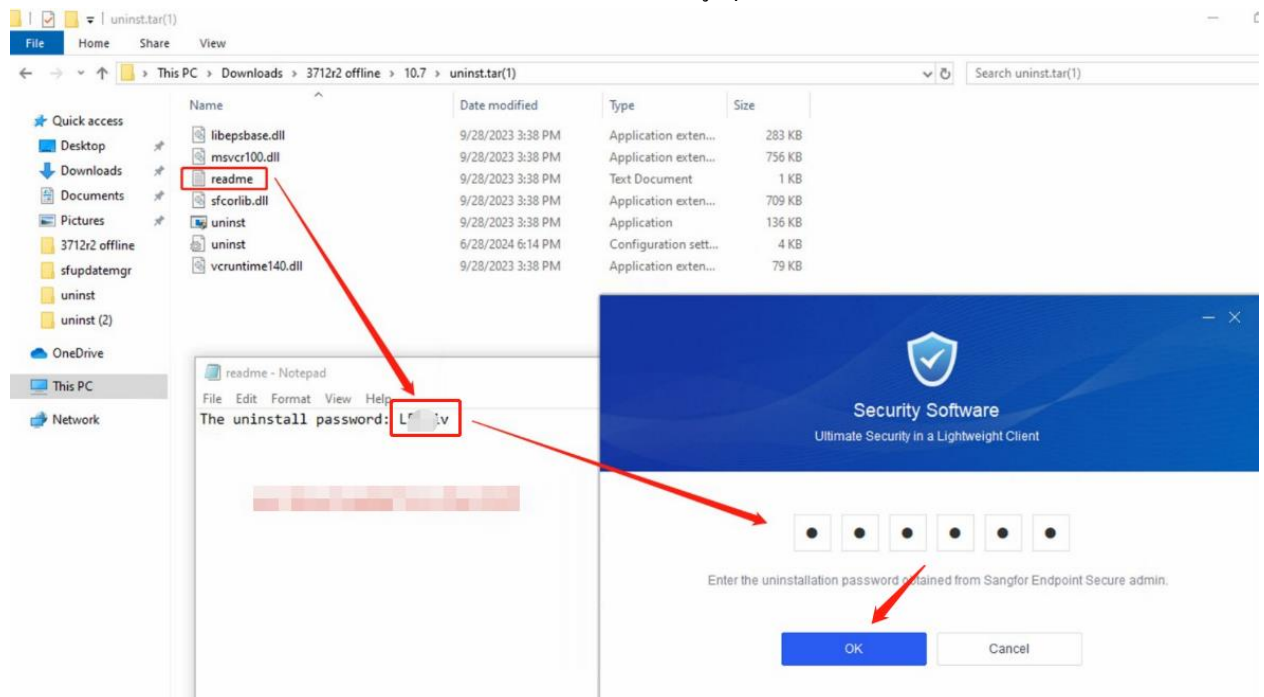 uninst.tar(1)
File Home Share View
This PC > Downloads > 3712r2 offline > 10.7 > uninst.tar(1)
Search uninst.tar(1)
Name Date modified Type Size
Quick access
Desktop
Downloads
Documents
Pictures
3712r2 offline
sfupdatemgr
uninst
uninst (2)
OneDrive
This PC
Network
libepsbase.dll 9/28/2023 3:38 PM Application exten... 283 KB
msvcr100.dll 9/28/2023 3:38 PM Application exten... 756 KB
readme 9/28/2023 3:38 PM Text Document 1 KB
sfcorlib.dll 9/28/2023 3:38 PM Application exten... 709 KB
uninst 9/28/2023 3:38 PM Application 136 KB
uninst 6/28/2024 6:14 PM Configuration sett... 4 KB
vcruntime140.dll 9/28/2023 3:38 PM Application exten... 79 KB
readme - Notepad
File Edit Format View Help
The uninstall password:
Security Software
Ultimate Security in a Lightweight Client
Enter the uninstallation password obtained from Sangfor Endpoint Secure admin.
OK Cancel